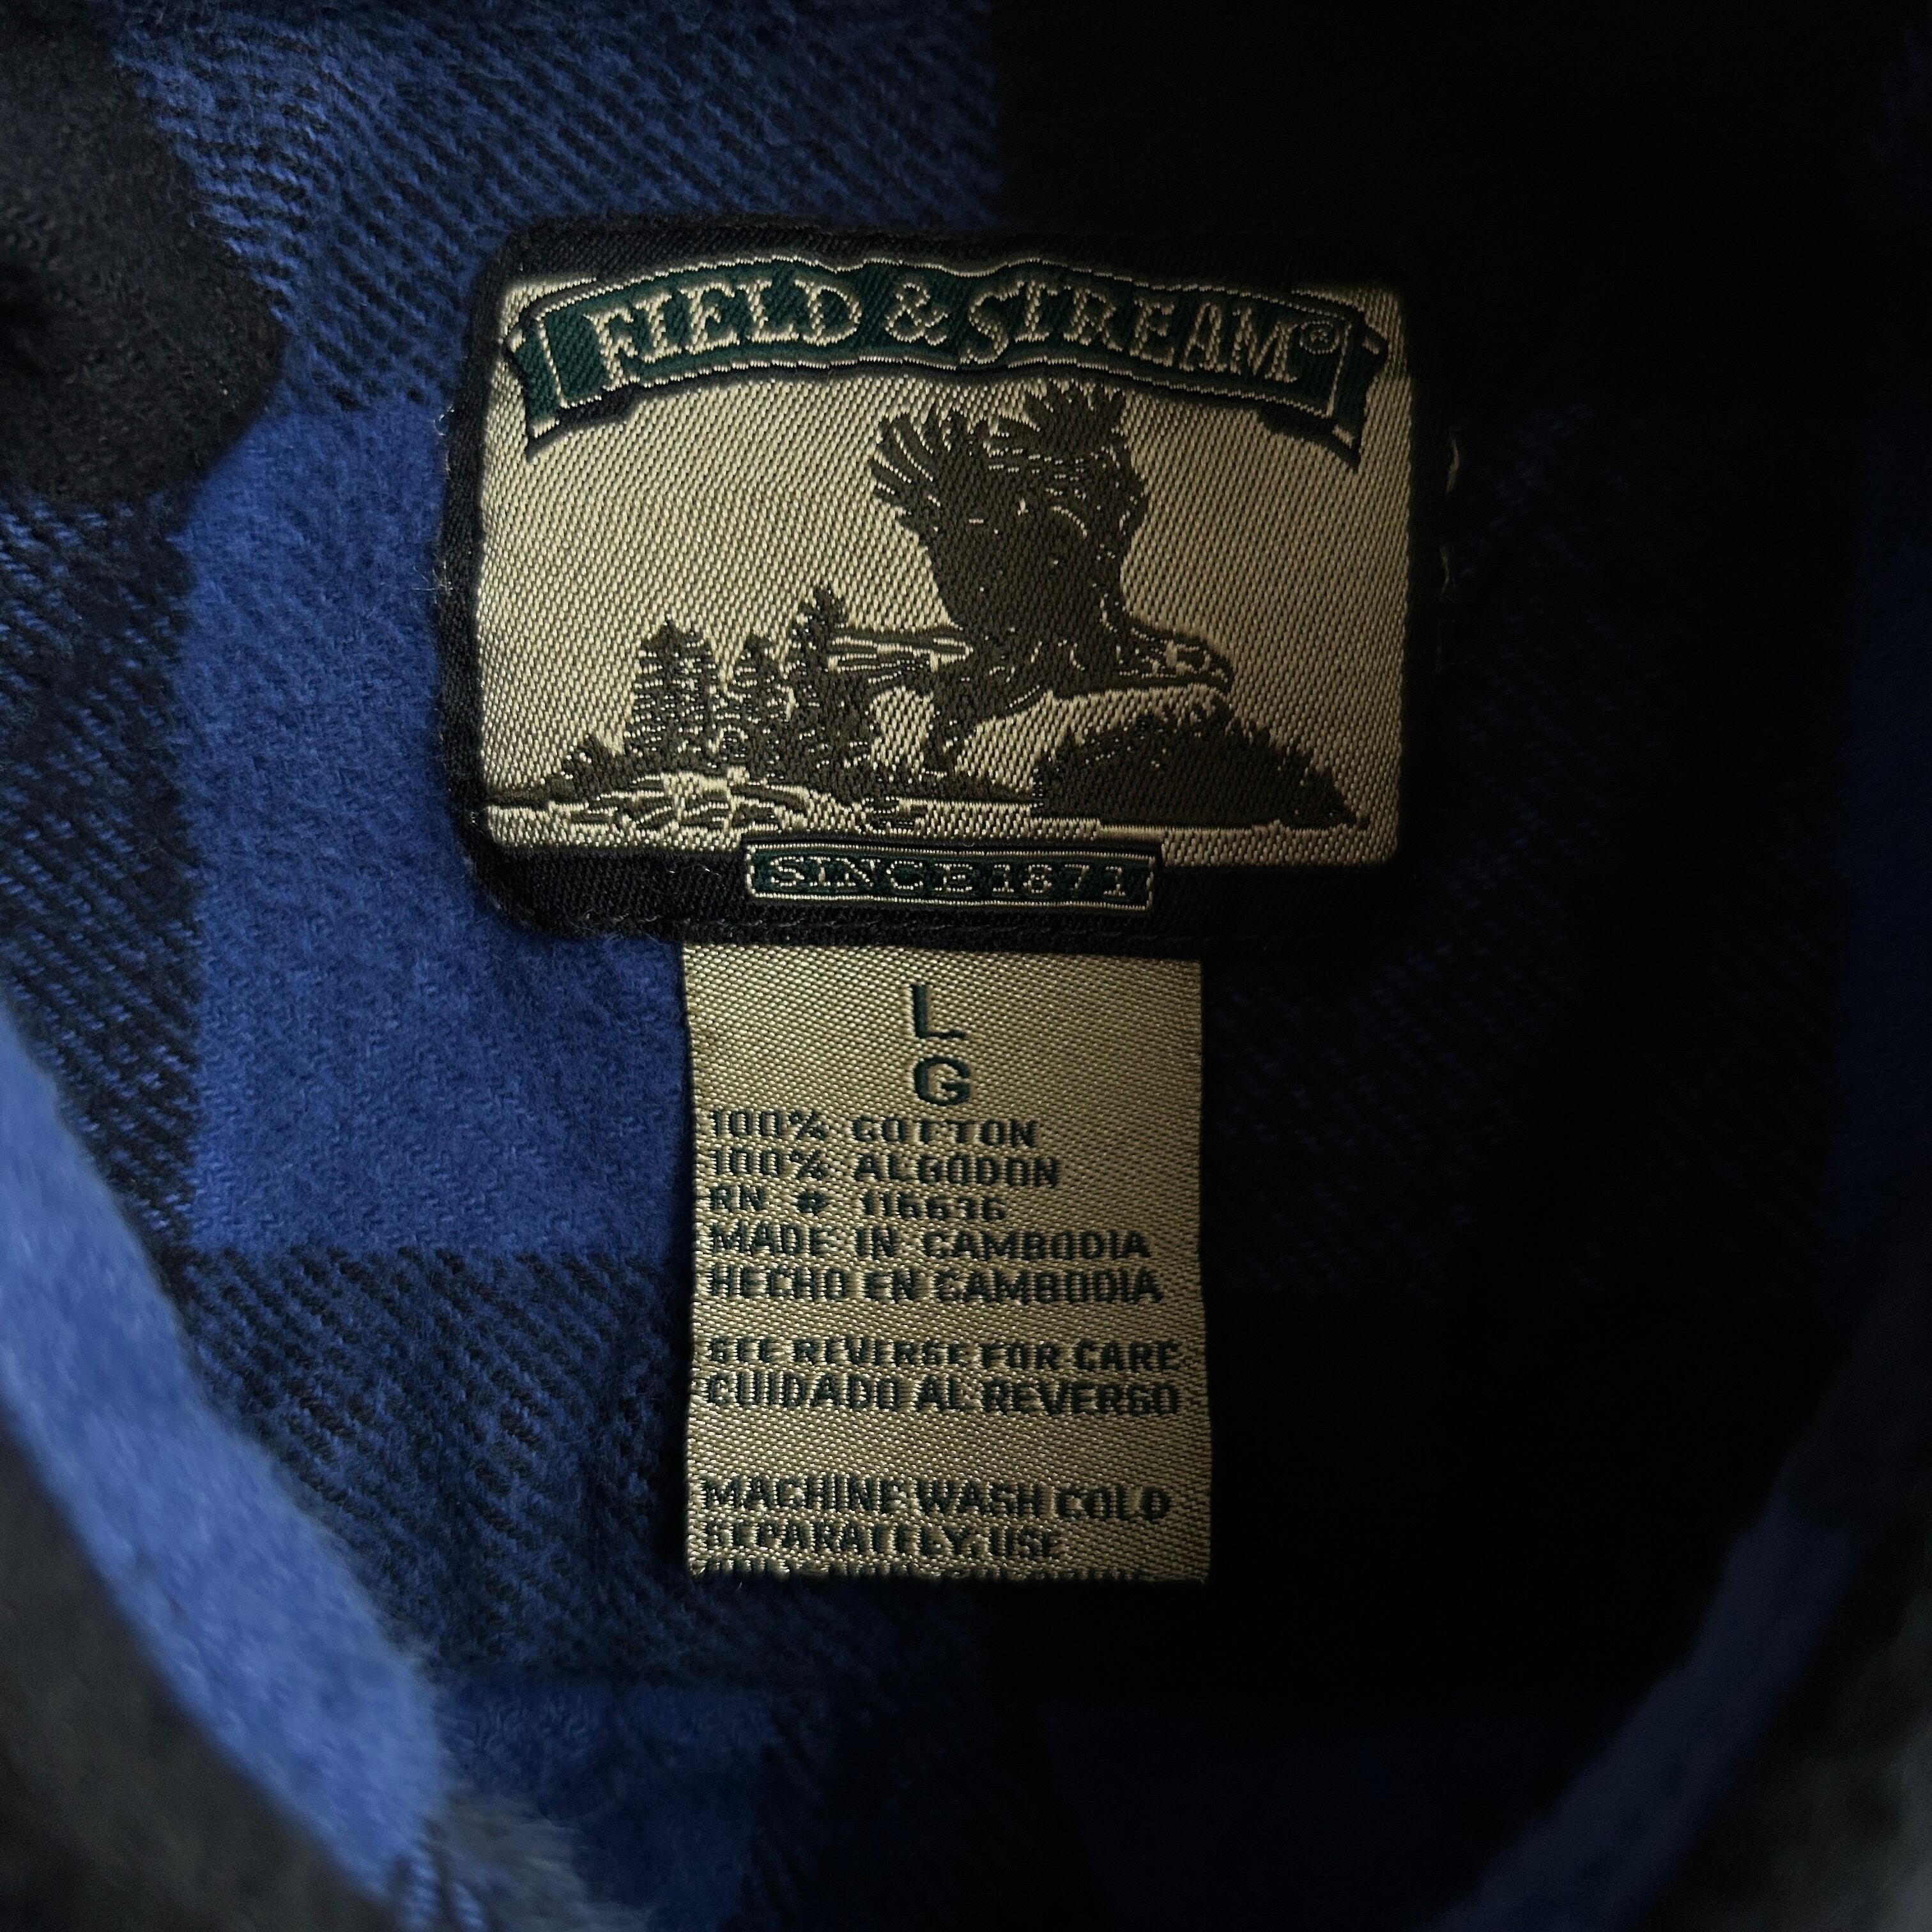 FIELD & STREAM®
SINCE 1871
L
G
100% COTTON
100% ALGODON
RN # 116636
MADE IN CAMBODIA
HECHO EN CAMBODIA
SEE REVERSE FOR CARE
CUIDADO AL REVERSO
MACHINE WASH COLD
SEPARATELY, USE